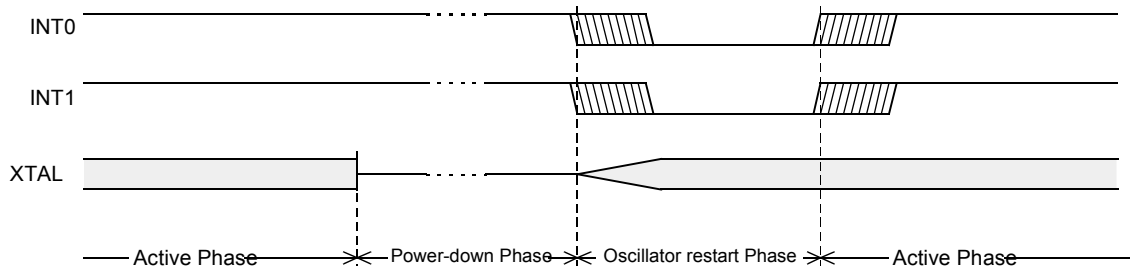 INT0
INT1
XTAL
Active Phase Power-down Phase Oscillator restart Phase Active Phase